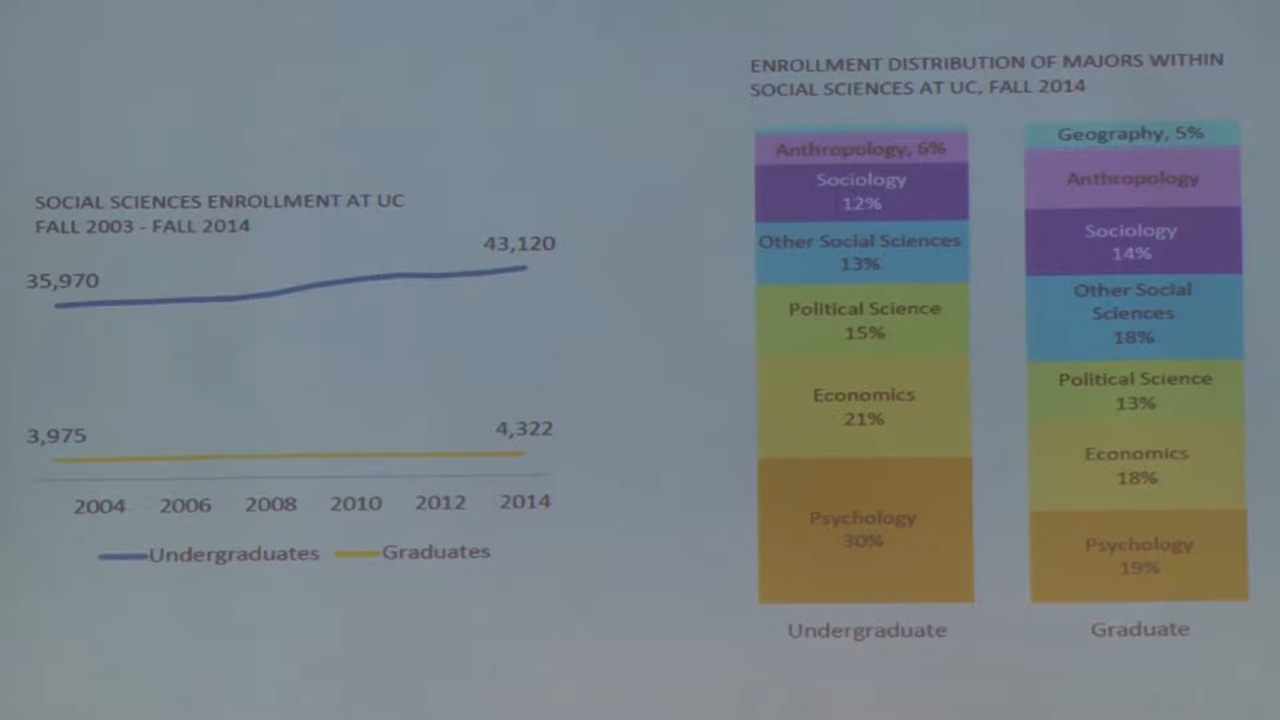 SOCIAL SCIENCES ENROLLMENT AT UC
FALL 2003 - FALL 2014
35,970
43,120
3,975
4,322
2004 2006 2008 2010 2012 2014
Undergraduates Graduates
ENROLLMENT DISTRIBUTION OF MAJORS WITHIN
SOCIAL SCIENCES AT UC, FALL 2014
Anthropology, 6%
Sociology
12%
Other Social Sciences
13%
Political Science
15%
Economics
21%
Psychology
30%
Undergraduate
Geography, 5%
Anthropology
Sociology
14%
Other Social
Sciences
18%
Political Science
13%
Economics
18%
Psychology
19%
Graduate